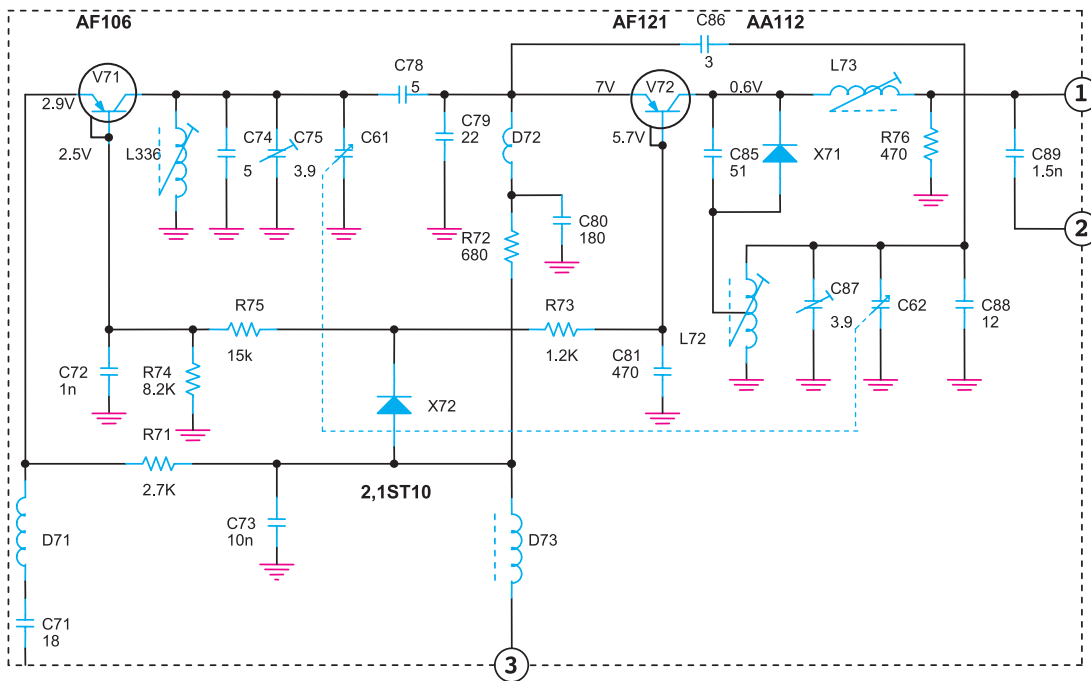 AF106
AF121
AA112
C86
3
V71
C78
5
V72
L73
2.9V
7V
0.6V
1
2.5V
L336
C74
5
C75
3.9
C61
C79
22
D72
5.7V
C85
51
X71
R76
470
C89
1.5n
2
R72
680
C80
180
R75
15k
R73
1.2K
L72
C87
3.9
C62
C88
12
C72
1n
R74
8.2K
X72
C81
470
R71
2.7K
2,1ST10
D71
C73
10n
D73
C71
18
3